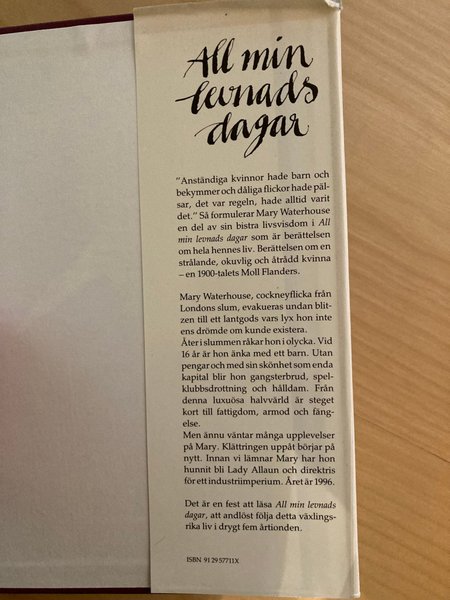 All min
levnads
dagar
"Anständiga kvinnor hade barn och
bekymmer och dåliga flickor hade päl-
sar, det var regeln, hade alltid varit
det." Så formulerar Mary Waterhouse
en del av sin bistra livsvisdom i All
min levnads dagar som är berättelsen
om hela hennes liv. Berättelsen om en
strålande, okuvlig och åtrådd kvinna
– en 1900-talets Moll Flanders.
Mary Waterhouse, cockneyflicka från
Londons slum, evakueras undan blit-
zen till ett lantgods vars lyx hon inte
ens drömde om kunde existera.
Åter i slummen råkar hon i olycka. Vid
16 år är hon änka med ett barn. Utan
pengar och med sin skönhet som enda
kapital blir hon gangsterbrud, spel-
klubbsdrottning och hålldam. Från
denna luxuösa halvvärld är steget
kort till fattigdom, armod och fäng-
else.
Men ännu väntar många upplevelser
på Mary. Klättringen uppåt börjar på
nytt. Innan vi lämnar Mary har hon
hunnit bli Lady Allaun och direktris
för ett industriimperium. Året är 1996.
Det är en fest att läsa All min levnads
dagar, att andlöst följa detta växlings-
rika liv i drygt fem årtionden.
ISBN 91 29 57711X